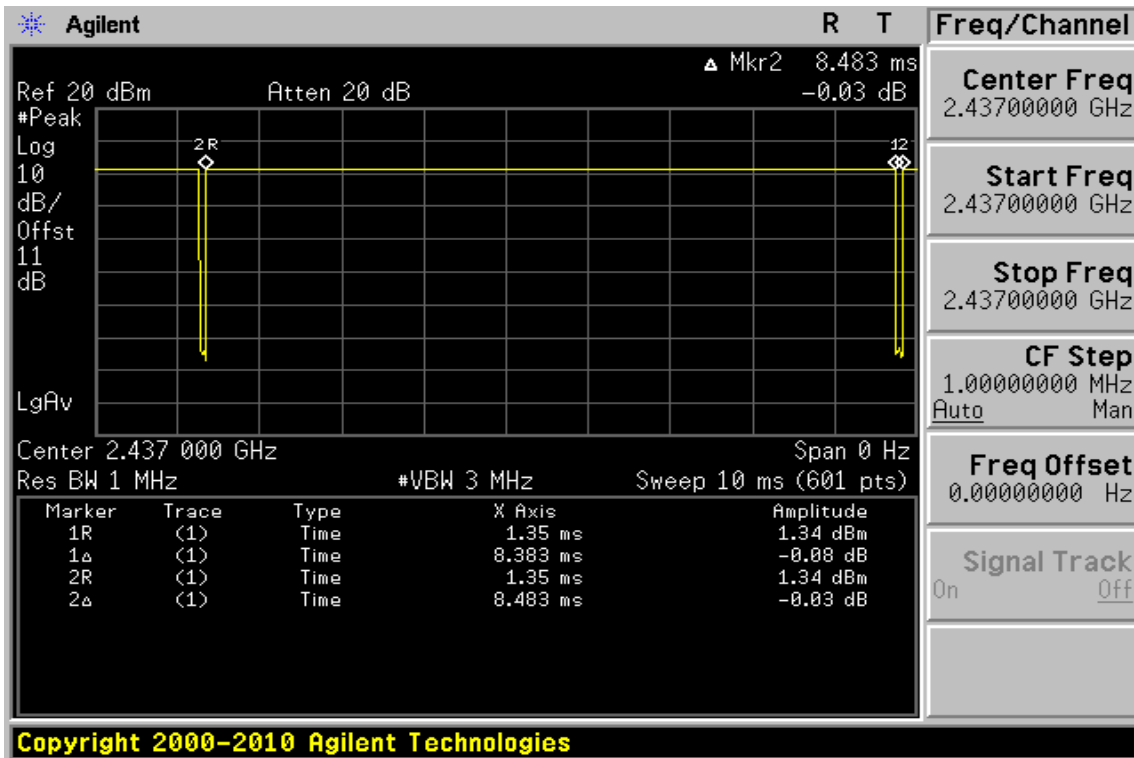 Agilent R T
Δ Mkr2 8.483 ms
Ref 20 dBm Atten 20 dB -0.03 dB
#Peak
Log
10
dB/
Offst
11
dB
LgAv
2R
12
Center 2.437 000 GHz Span 0 Hz
Res BW 1 MHz #VBW 3 MHz Sweep 10 ms (601 pts)
Marker Trace Type X Axis Amplitude
1R (1) Time 1.35 ms 1.34 dBm
1Δ (1) Time 8.383 ms -0.08 dB
2R (1) Time 1.35 ms 1.34 dBm
2Δ (1) Time 8.483 ms -0.03 dB
Freq/Channel
Center Freq
2.43700000 GHz
Start Freq
2.43700000 GHz
Stop Freq
2.43700000 GHz
CF Step
1.00000000 MHz
Auto Man
Freq Offset
0.00000000 Hz
Signal Track
On Off
Copyright 2000-2010 Agilent Technologies